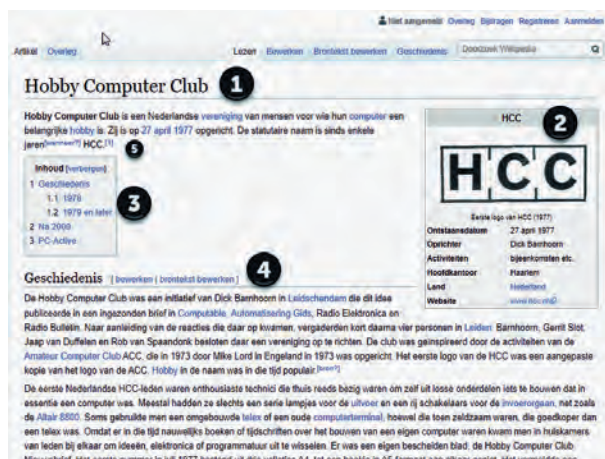 Niet aangemeld Overleg Bijdragen Registreren Aanmelden
Artikel Overleg Lezen Bewerken Brontekst bewerken Geschiedenis Doorzoek Wikipedia
Hobby Computer Club 1
Hobby Computer Club is een Nederlandse vereniging van mensen voor wie hun computer een
belangrijke hobby is. Zij is op 27 april 1977 opgericht. De statutaire naam is sinds enkele
jaren[wanneer?] HCC.[1]
5
Inhoud [verbergen]
1 Geschiedenis
1.1 1978
1.2 1979 en later
2 Na 2000
3 PC-Active
3
HCC 2
HCC
Eerste logo van HCC (1977)
Ontstaansdatum 27 april 1977
Oprichter Dick Barnhoorn
Activiteiten bijeenkomsten etc.
Hoofdkantoor Haarlem
Land Nederland
Website www.hcc.nl
Geschiedenis [ bewerken | brontekst bewerken ] 4
De Hobby Computer Club was een initiatief van Dick Barnhoorn in Leidschendam die dit idee
publiceerde in een ingezonden brief in Computable, Automatisering Gids, Radio Elektronica en
Radio Bulletin. Naar aanleiding van de reacties die daar op kwamen, vergaderden kort daarna vier personen in Leiden. Barnhoorn, Gerrit Slot,
Jaap van Duffelen en Rob van Spaandonk besloten daar een vereniging op te richten. De club was geïnspireerd door de activiteiten van de
Amateur Computer Club ACC, die in 1973 door Mike Lord in Engeland in 1973 was opgericht. Het eerste logo van de HCC was een aangepaste
kopie van het logo van de ACC. Hobby in de naam was in die tijd populair.[bron?]
De eerste Nederlandse HCC-leden waren enthousiaste technici die thuis reeds bezig waren om zelf uit losse onderdelen iets te bouwen dat in
essentie een computer was. Meestal hadden ze slechts een serie lampjes voor de uitvoer en een rij schakelaars voor de invoerorgaan, net zoals
de Altair 8800. Soms gebruikte men een omgebouwde telex of een oude computerterminal, hoewel die toen zeldzaam waren, die goedkoper dan
een telex was. Omdat er in die tijd nauwelijks boeken of tijdschriften over het bouwen van een eigen computer waren kwam men in huiskamers
van leden bij elkaar om ideeën, elektronica of programmatuur uit te wisselen. Er was een eigen bescheiden blad: de Hobby Computer Club